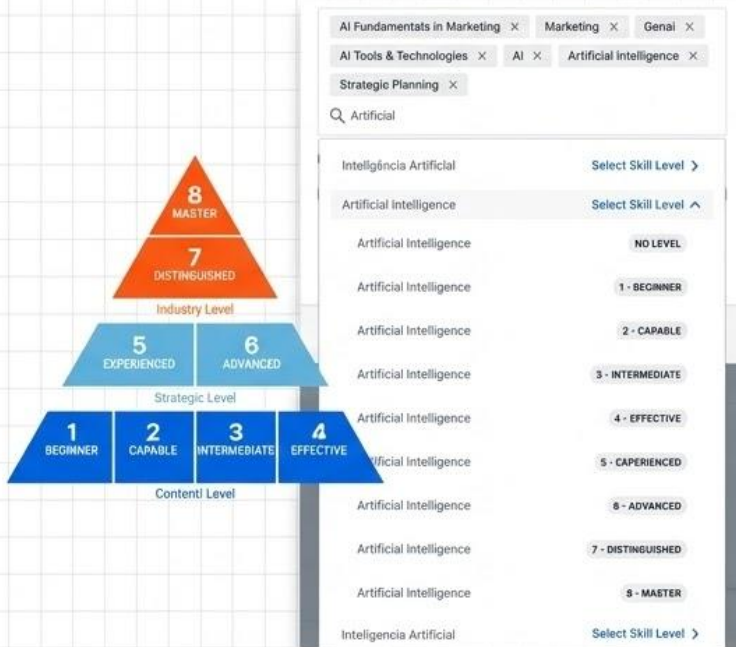 AI Fundamentats in Marketing × Marketing × Genai ×
AI Tools & Technologies × AI × Artificial intelligence ×
Strategic Planning ×
Artificial
Inteligência Artificial Select Skill Level
Artificial Intelligence Select Skill Level
Artificial Intelligence NO LEVEL
Artificial Intelligence 1 - BEGINNER
Artificial Intelligence 2 - CAPABLE
Artificial Intelligence 3 - INTERMEDIATE
Artificial Intelligence 4 - EFFECTIVE
Artificial Intelligence 5 - CAPERIENCED
Artificial Intelligence 6 - ADVANCED
Artificial Intelligence 7 - DISTINGUISHED
Artificial Intelligence 8 - MASTER
Inteligencia Artificial Select Skill Level
8
MASTER
7
DISTINGUISHED
Industry Level
5 6
EXPERIENCED ADVANCED
Strategic Level
1 2 3 4
BEGINNER CAPABLE INTERMEDIATE EFFECTIVE
Contentl Level